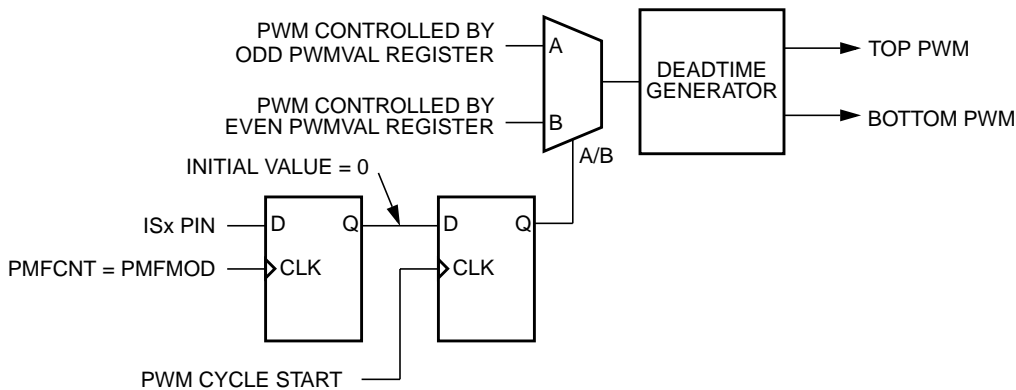 PWM CONTROLLED BY
ODD PWMVAL REGISTER
A
DEADTIME
GENERATOR
TOP PWM
PWM CONTROLLED BY
EVEN PWMVAL REGISTER
B
BOTTOM PWM
A/B
INITIAL VALUE = 0
ISx PIN
D
Q
D
Q
PMFCNT = PMFMOD
CLK
CLK
PWM CYCLE START